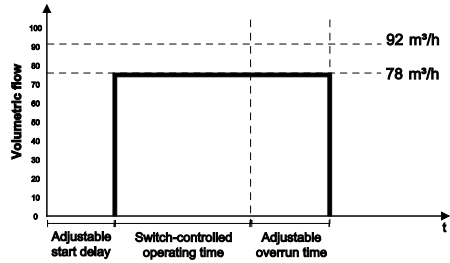 Volumetric flow
100
90
80
70
60
50
40
30
20
10
0
92 m³/h
78 m³/h
t
Adjustable
start delay
Switch-controlled
operating time
Adjustable
overrun time